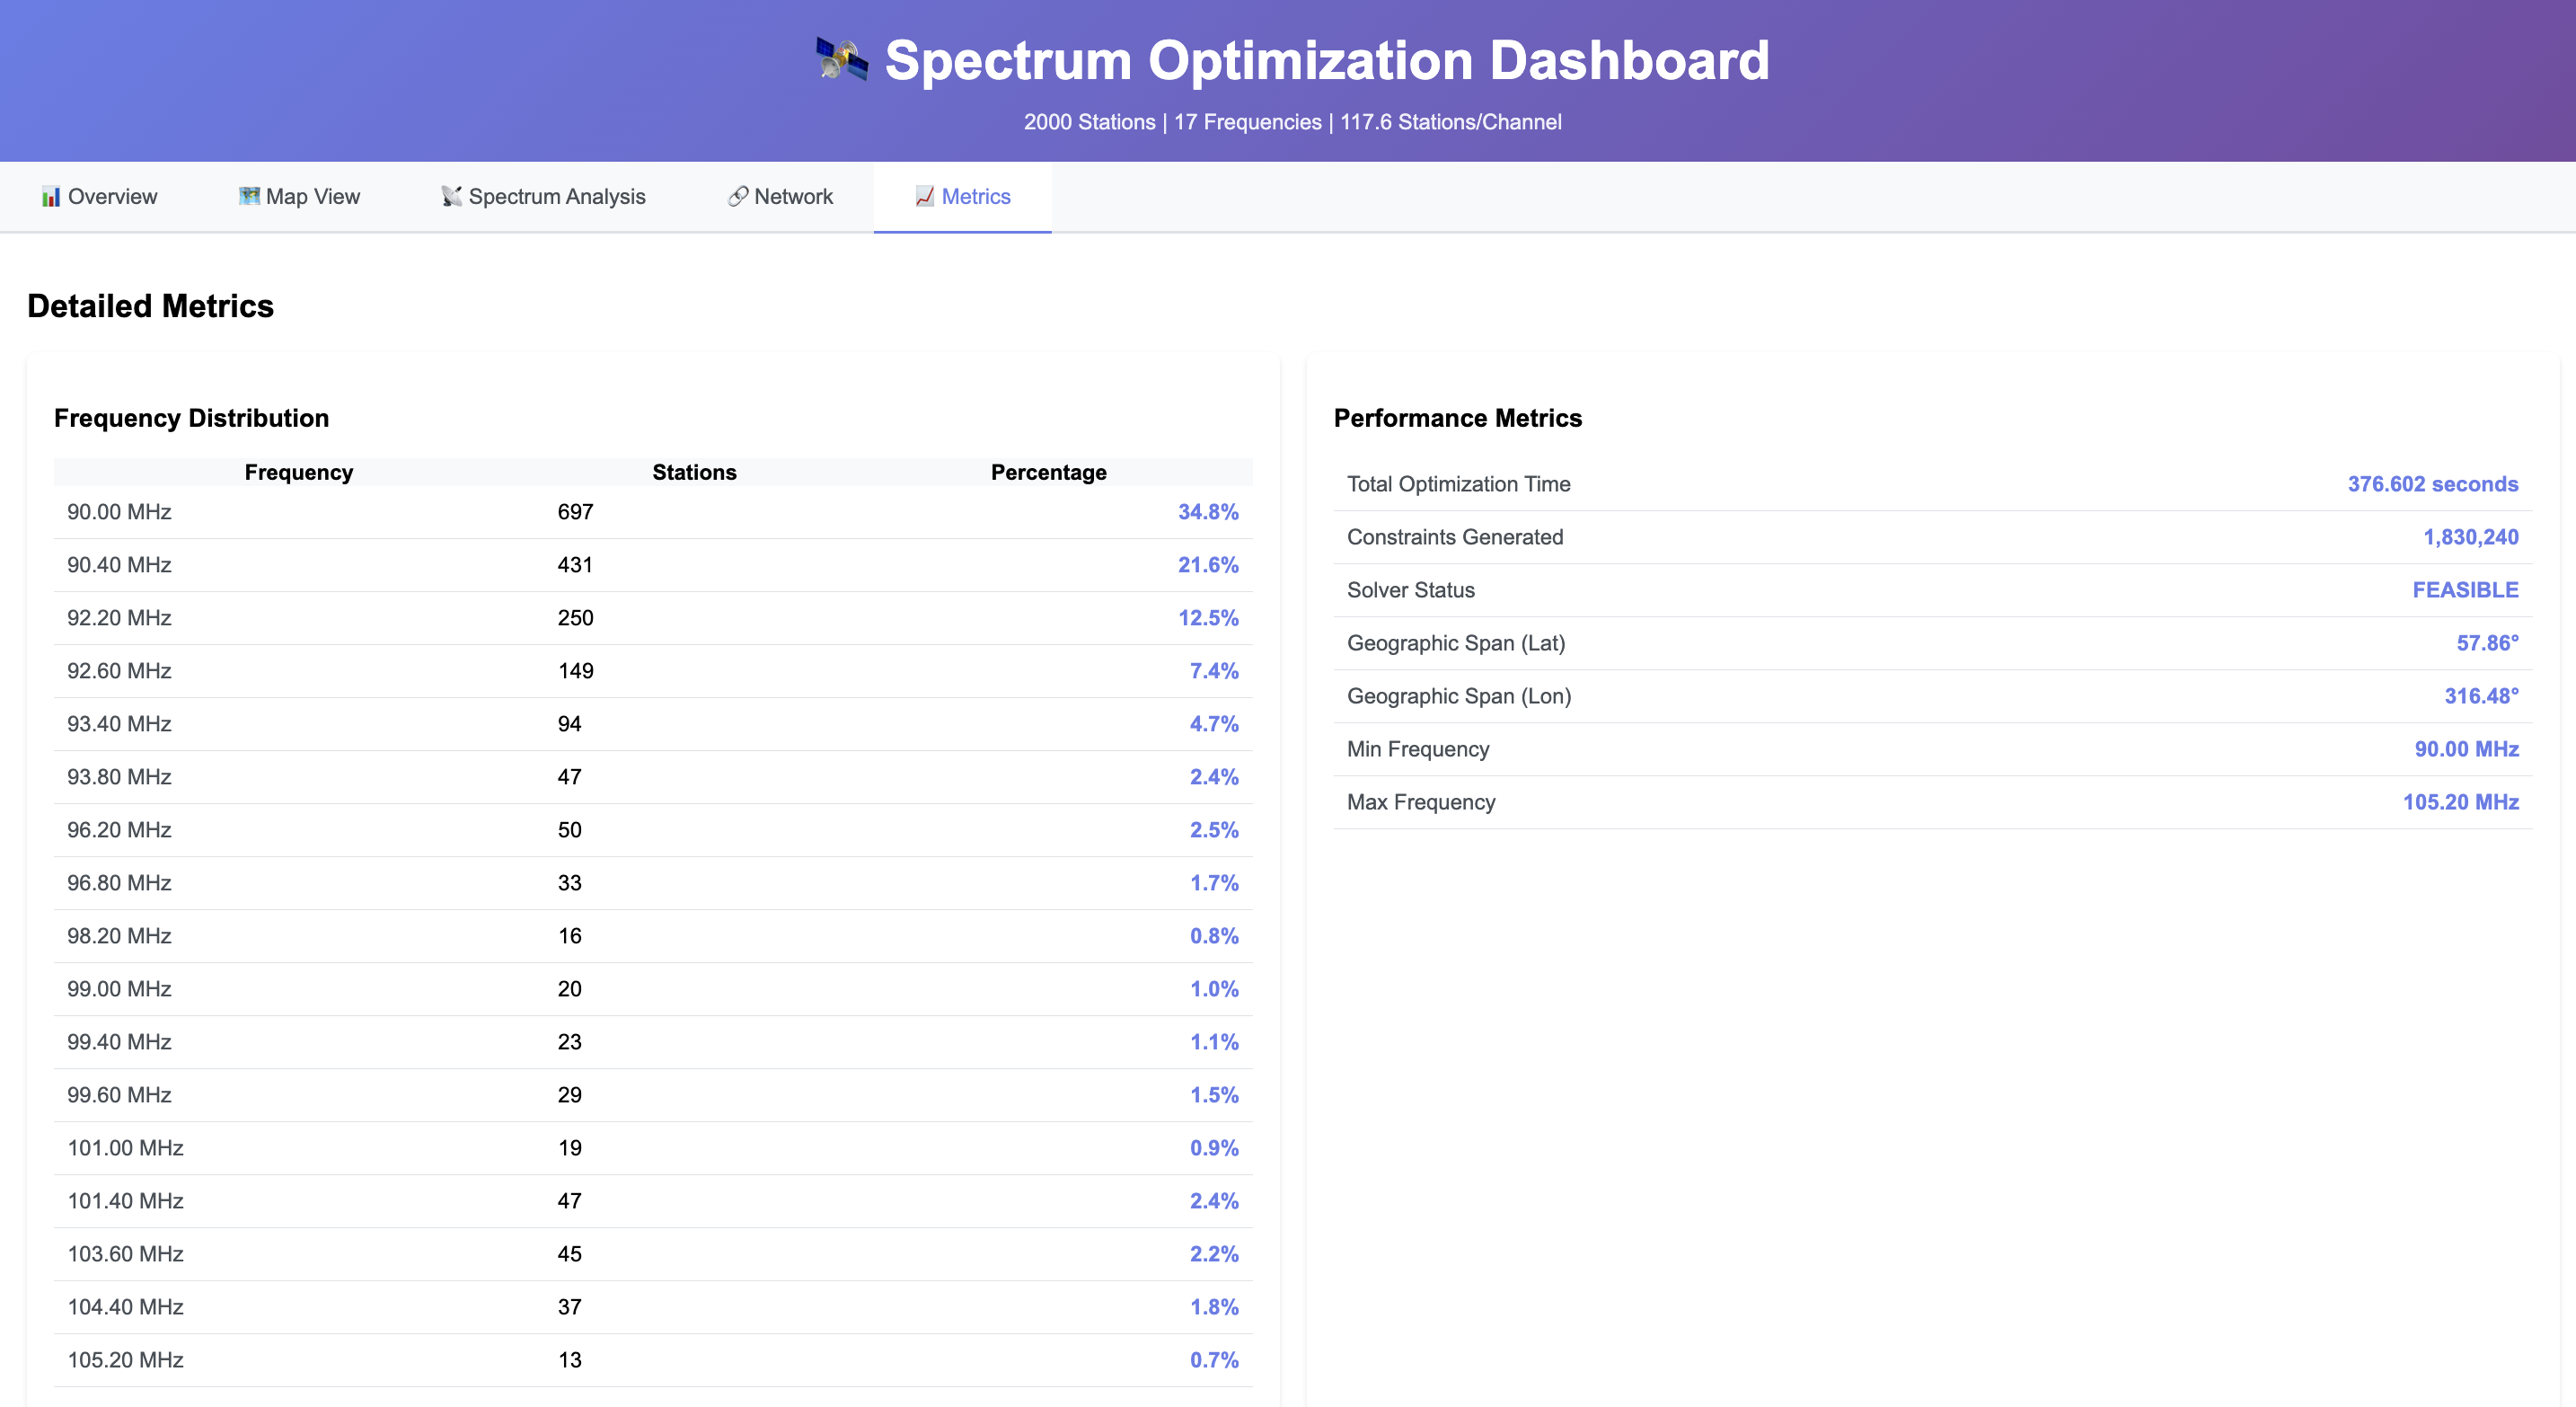 Spectrum Optimization Dashboard
2000 Stations | 17 Frequencies | 117.6 Stations/Channel
Overview Map View Spectrum Analysis Network Metrics
Detailed Metrics
Frequency Distribution
Frequency Stations Percentage
90.00 MHz 697 34.8%
90.40 MHz 431 21.6%
92.20 MHz 250 12.5%
92.60 MHz 149 7.4%
93.40 MHz 94 4.7%
93.80 MHz 47 2.4%
96.20 MHz 50 2.5%
96.80 MHz 33 1.7%
98.20 MHz 16 0.8%
99.00 MHz 20 1.0%
99.40 MHz 23 1.1%
99.60 MHz 29 1.5%
101.00 MHz 19 0.9%
101.40 MHz 47 2.4%
103.60 MHz 45 2.2%
104.40 MHz 37 1.8%
105.20 MHz 13 0.7%
Performance Metrics
Total Optimization Time 376.602 seconds
Constraints Generated 1,830,240
Solver Status FEASIBLE
Geographic Span (Lat) 57.86°
Geographic Span (Lon) 316.48°
Min Frequency 90.00 MHz
Max Frequency 105.20 MHz